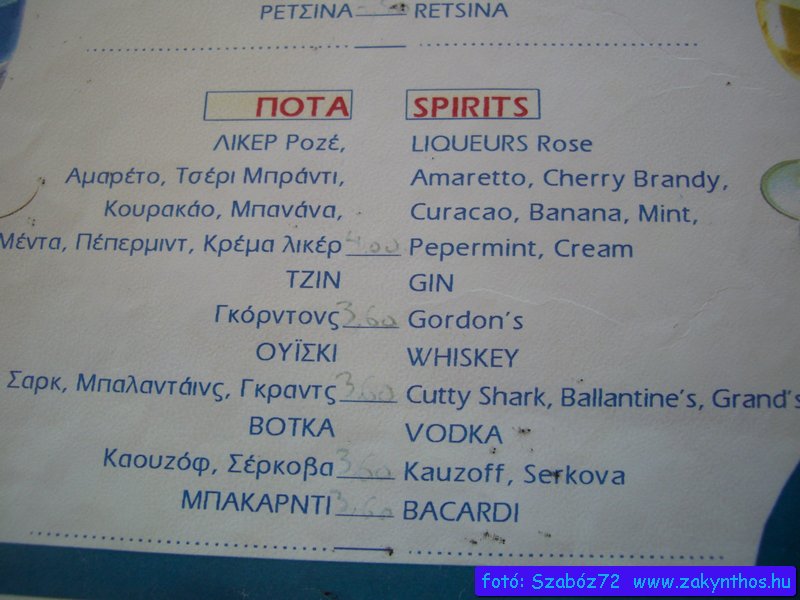 ΡΕΤΣΙΝΑ RETSINA
ΠΟΤΑ SPIRITS
ΛΙΚΕΡ Ροζέ, LIQUEURS Rose
Αμαρέτο, Τσέρι Μπράντι, Amaretto, Cherry Brandy,
Κουρακάο, Μπανάνα, Curacao, Banana, Mint,
Μέντα, Πέπερμιντ, Κρέμα λικέρ 4,00 Pepermint, Cream
ΤΖΙΝ GIN
Γκόρντονς 3,60 Gordon's
ΟΥΪΣΚΙ WHISKEY
Σαρκ, Μπαλαντάινς, Γκραντς 3,60 Cutty Shark, Ballantine's, Grand's
ΒΟΤΚΑ VODKA
Καουζόφ, Σέρκοβα 3,60 Kauzoff, Serkova
ΜΠΑΚΑΡΝΤΙ 3,60 BACARDI
fotó: Szabóz72 www.zakynthos.hu